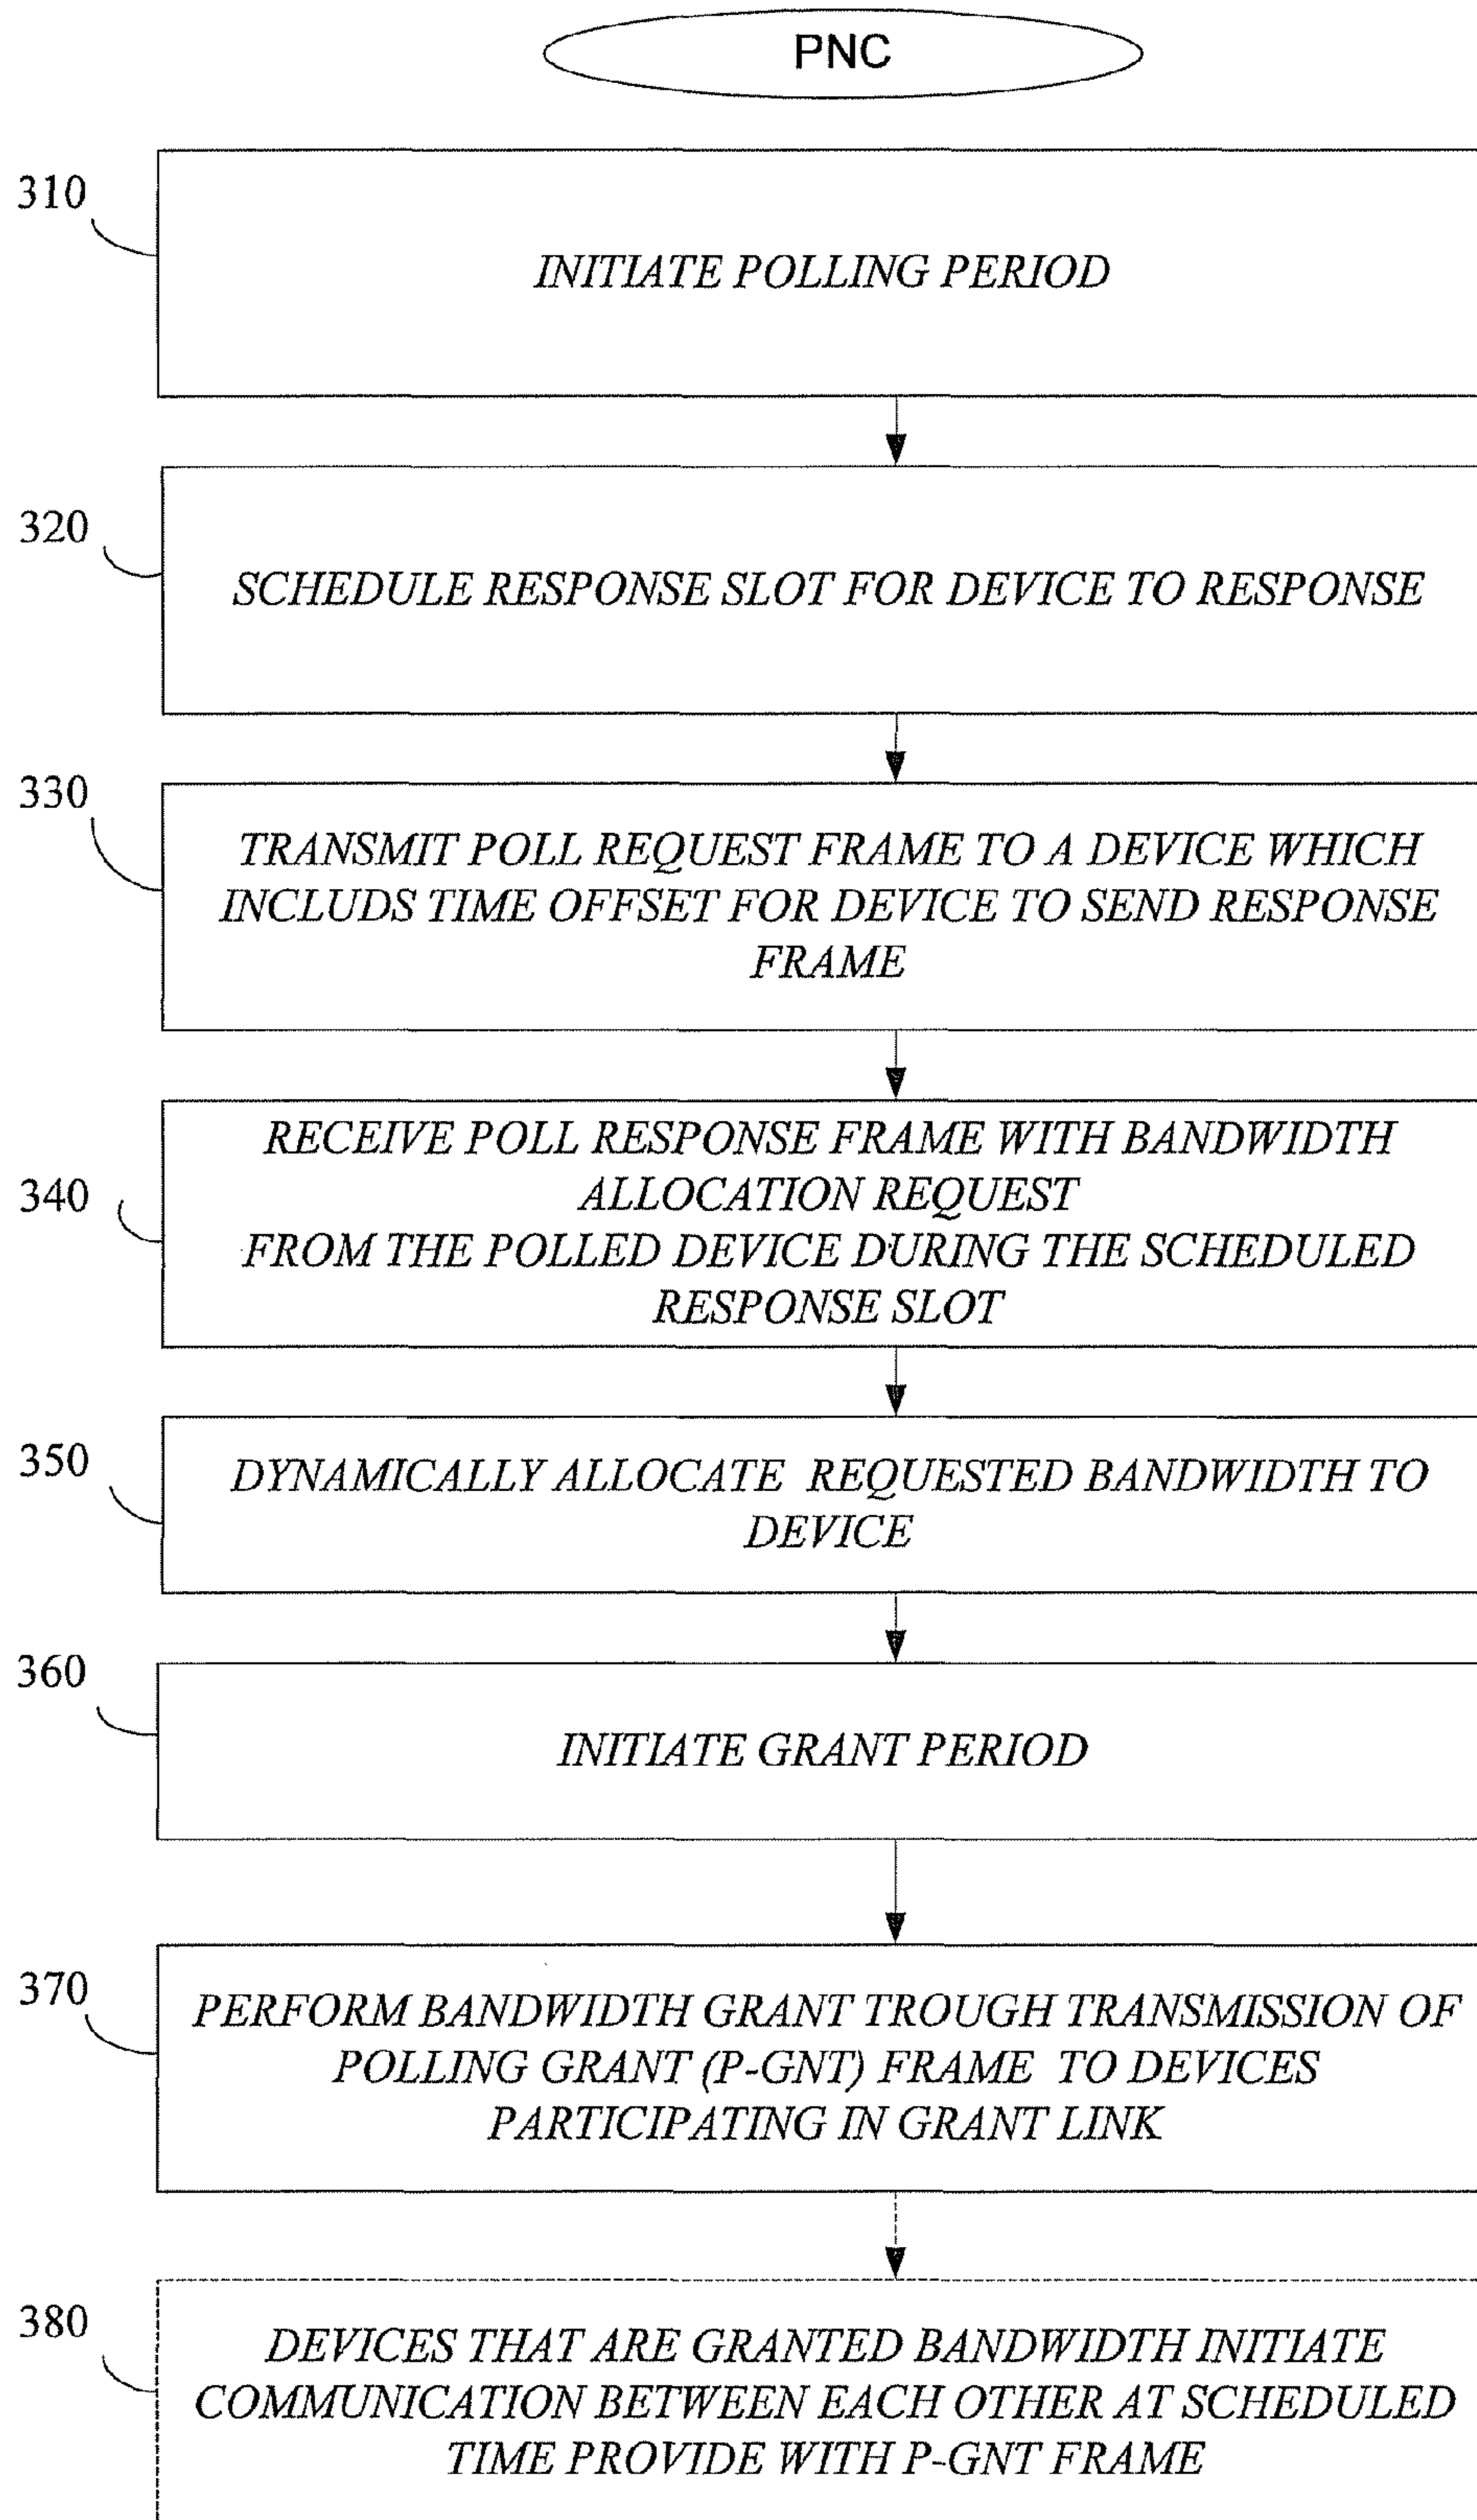 PNC
310
INITIATE POLLING PERIOD
320
SCHEDULE RESPONSE SLOT FOR DEVICE TO RESPONSE
330
TRANSMIT POLL REQUEST FRAME TO A DEVICE WHICH
INCLUDS TIME OFFSET FOR DEVICE TO SEND RESPONSE
FRAME
RECEIVE POLL RESPONSE FRAME WITH BANDWIDTH
ALLOCATION REQUEST
340
FROM THE POLLED DEVICE DURING THE SCHEDULED
RESPONSE SLOT
350
DYNAMICALLY ALLOCATE REQUESTED BANDWIDTH TO
DEVICE
360
INITIATE GRANT PERIOD
370
PERFORM BANDWIDTH GRANT TROUGH TRANSMISSION OF
POLLING GRANT (P-GNT) FRAME TO DEVICES
PARTICIPATING IN GRANT LINK
380
DEVICES THAT ARE GRANTED BANDWIDTH INITIATE
COMMUNICATION BETWEEN EACH OTHER AT SCHEDULED
TIME PROVIDE WITH P-GNT FRAME